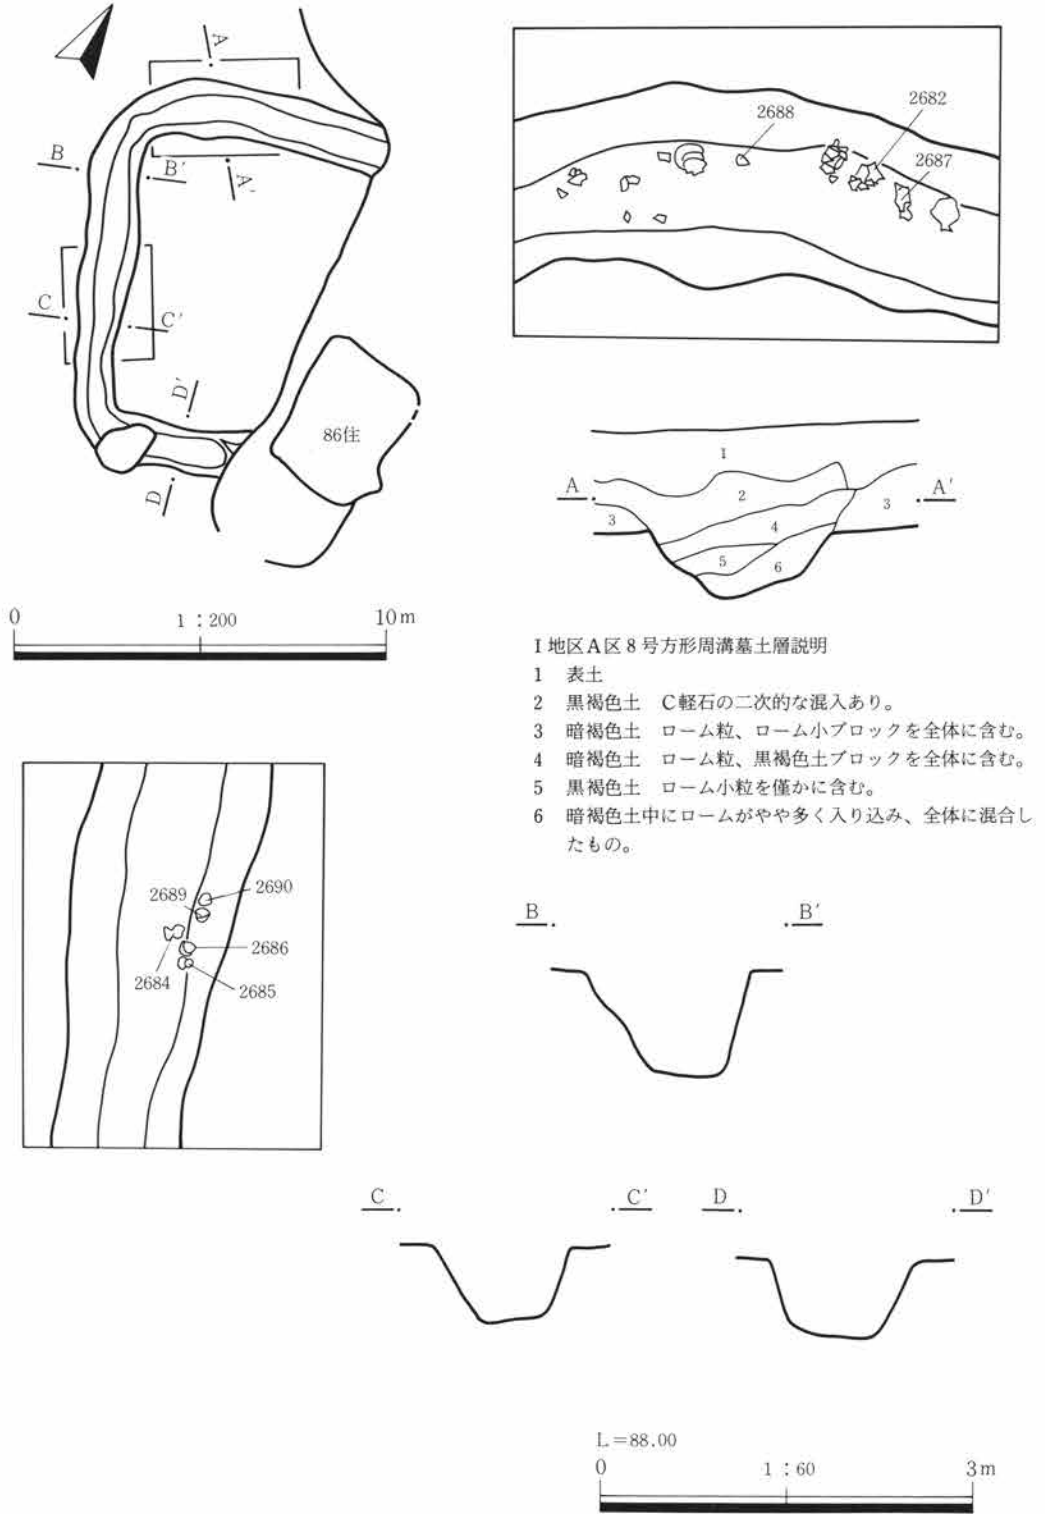 A
A'
B
B'
C
C'
D'
D
86住
0
1：200
10m
2688
2682
2687
1
A
A'
2
3
3
4
5
6
I地区A区8号方形周溝墓土層説明
1 表土
2 黒褐色土 C軽石の二次的な混入あり。
3 暗褐色土 ローム粒、ローム小ブロックを全体に含む。
4 暗褐色土 ローム粒、黒褐色土ブロックを全体に含む。
5 黒褐色土 ローム小粒を僅かに含む。
6 暗褐色土中にロームがやや多く入り込み、全体に混合し
たもの。
2689
2690
2686
2684
2685
B
B'
C
C'
D
D'
L=88.00
0
1：60
3m